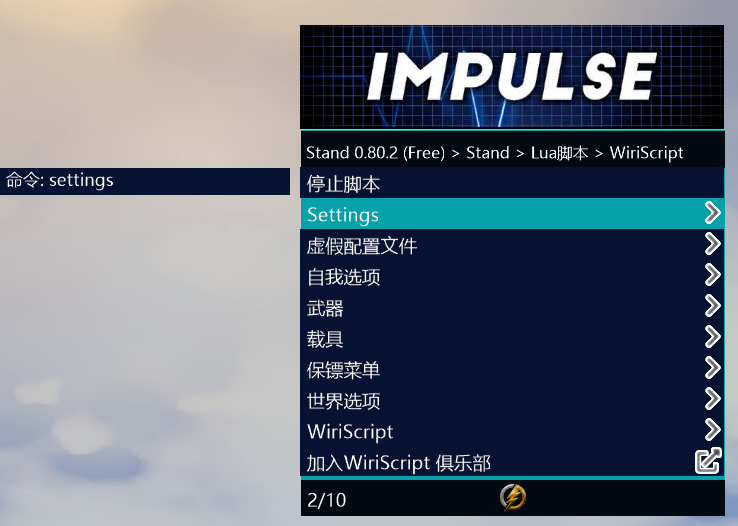 IMPULSE
Stand 0.80.2 (Free) > Stand > Lua脚本 > WiriScript
命令: settings
停止脚本
Settings
虚假配置文件
自我选项
武器
载具
保镖菜单
世界选项
WiriScript
加入WiriScript 俱乐部
2/10